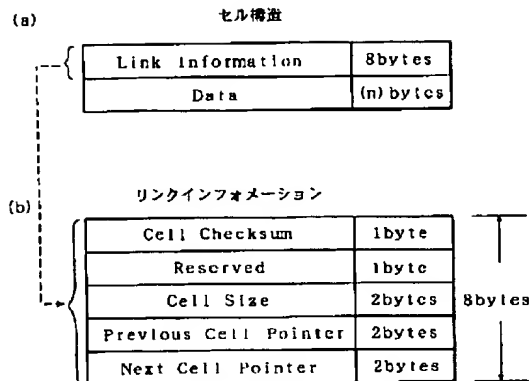 (a)
セル構造
Link Information 8bytes
Data (n) bytes
(b)
リンクインフォメーション
Cell Checksum 1byte
Reserved 1byte
Cell Size 2bytes
Previous Cell Pointer 2bytes
Next Cell Pointer 2bytes
8bytes